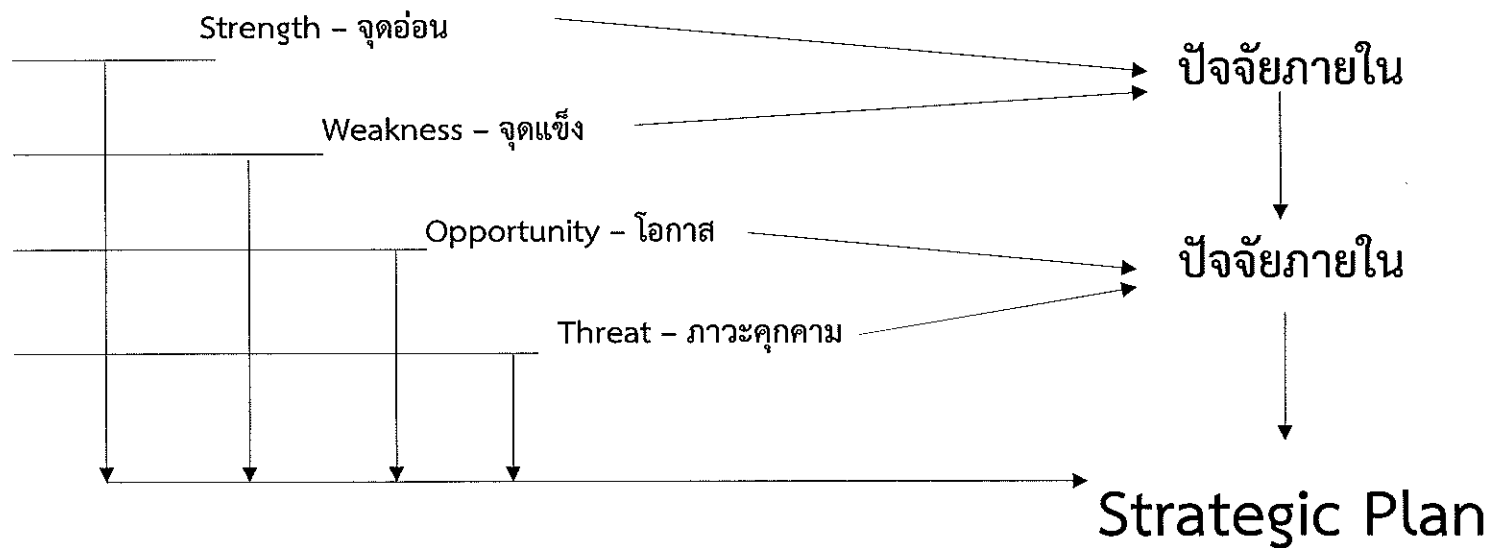 Strength – จุดอ่อน
ปัจจัยภายใน
Weakness – จุดแข็ง
Opportunity – โอกาส
ปัจจัยภายใน
Threat – ภาวะคุกคาม
Strategic Plan